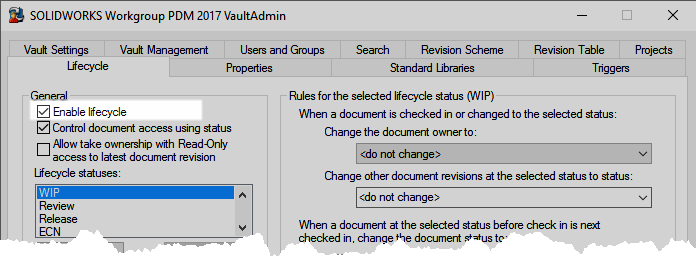 SOLIDWORKS Workgroup PDM 2017 VaultAdmin
Vault Settings Vault Management Users and Groups Search Revision Scheme Revision Table Projects
Lifecycle Properties Standard Libraries Triggers
General
Enable lifecycle
Control document access using status
Allow take ownership with Read-Only
access to latest document revision
Lifecycle statuses:
WIP
Review
Release
ECN
Rules for the selected lifecycle status (WIP)
When a document is checked in or changed to the selected status:
Change the document owner to:
<do not change>
Change other document revisions at the selected status to status:
<do not change>
When a document at the selected status before check in is next
checked in, change the document status to